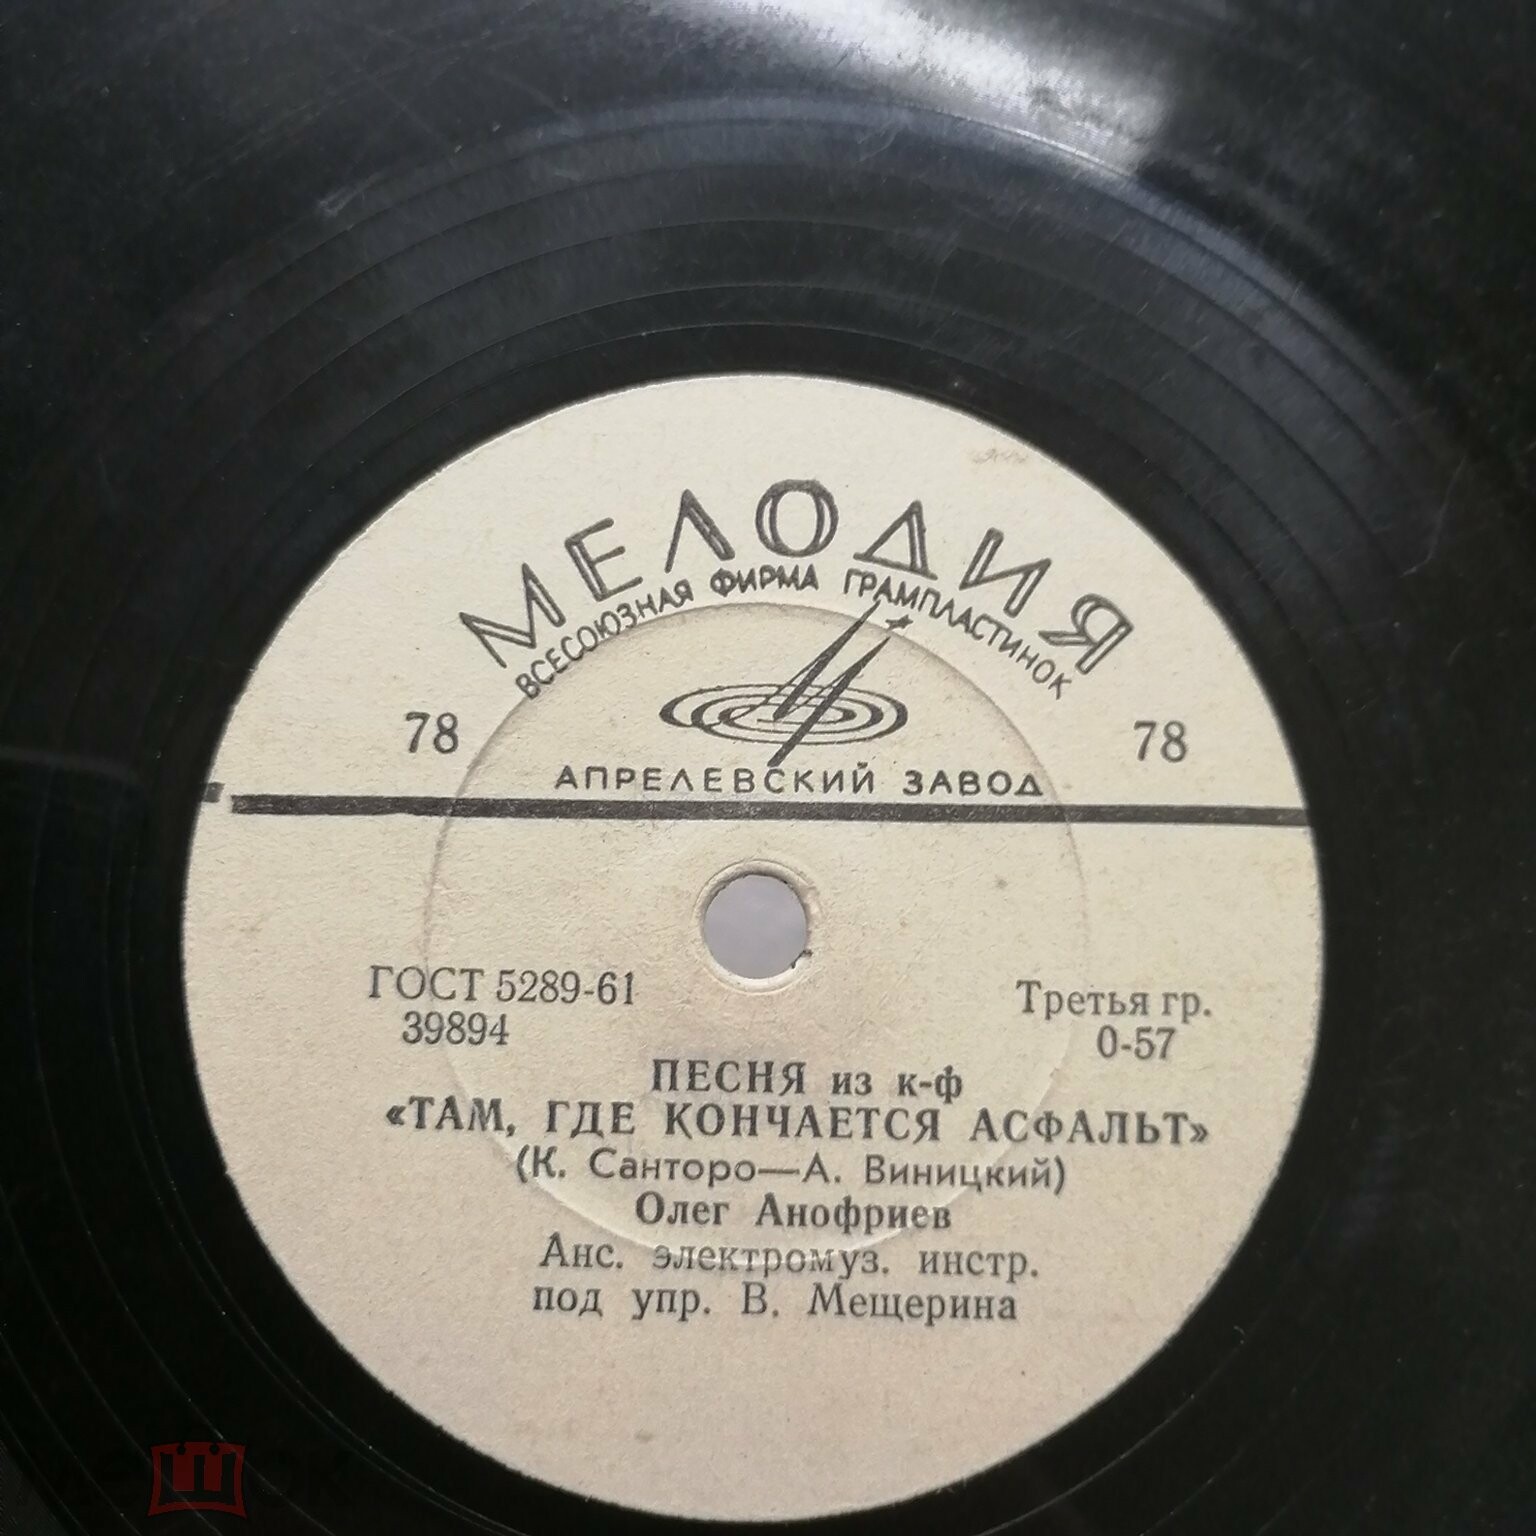 МЕЛОДИЯ
ВСЕСОЮЗНАЯ ФИРМА ГРАМПЛАСТИНОК
78 78
АПРЕЛЕВСКИЙ ЗАВОД
ГОСТ 5289-61 Третья гр.
39894 0-57
ПЕСНЯ из к-ф
«ТАМ, ГДЕ КОНЧАЕТСЯ АСФАЛЬТ»
(К. Санторо—А. Виницкий)
Олег Анофриев
Анс. электромуз. инстр.
под упр. В. Мещерина